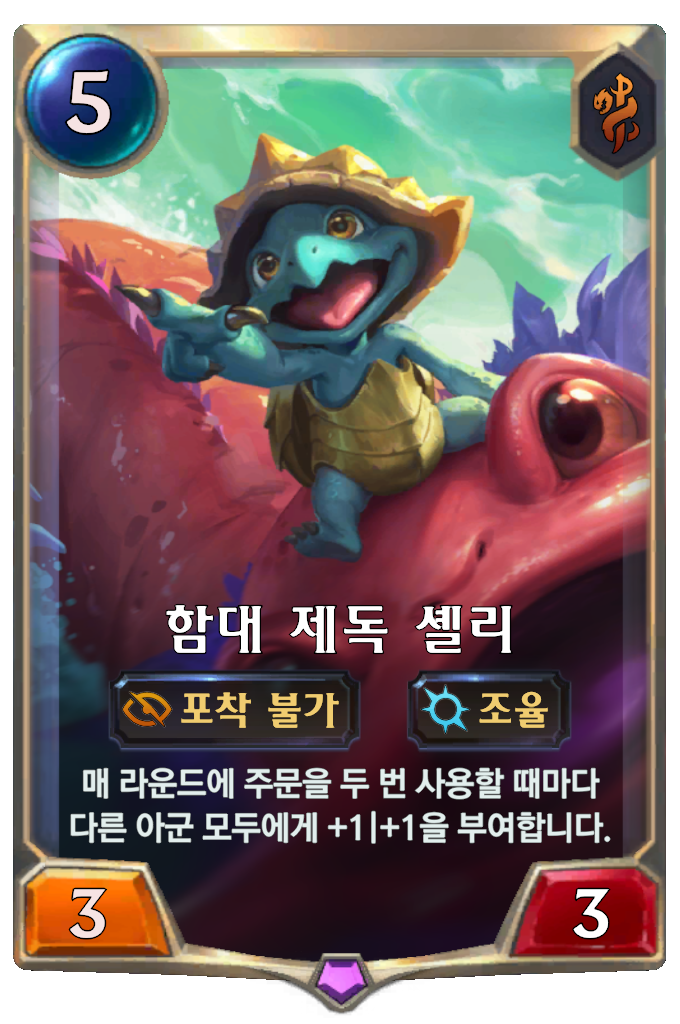 5
함대 제독 셸리
포착 불가 조율
매 라운드에 주문을 두 번 사용할 때마다
다른 아군 모두에게 +1|+1을 부여합니다.
3 3